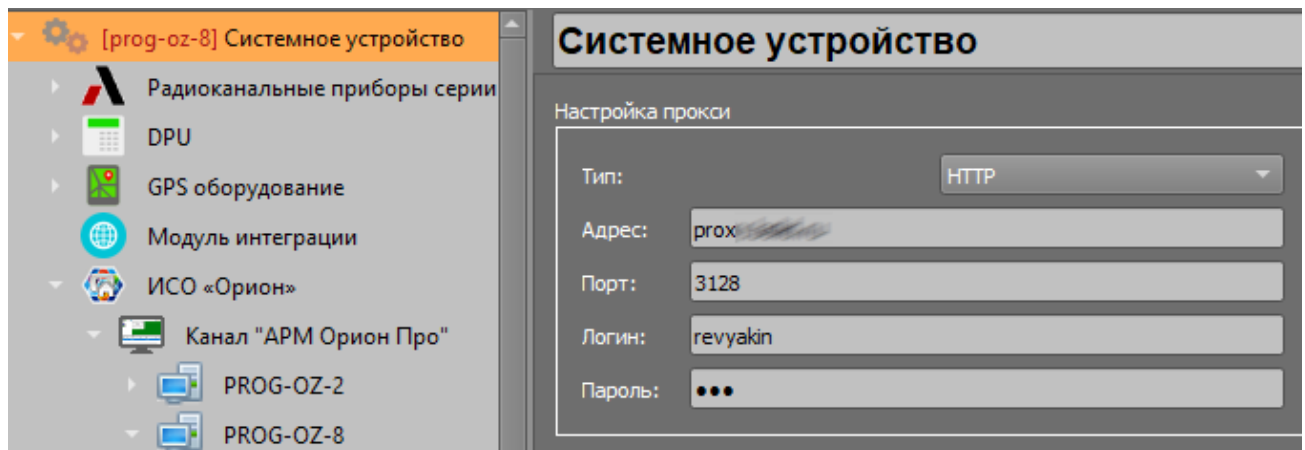 [prog-oz-8] Системное устройство
Радиоканальные приборы серии
DPU
GPS оборудование
Модуль интеграции
ИСО «Орион»
Канал "АРМ Орион Про"
PROG-OZ-2
PROG-OZ-8
Системное устройство
Настройка прокси
Тип: HTTP
Адрес: prox
Порт: 3128
Логин: revyakin
Пароль: •••